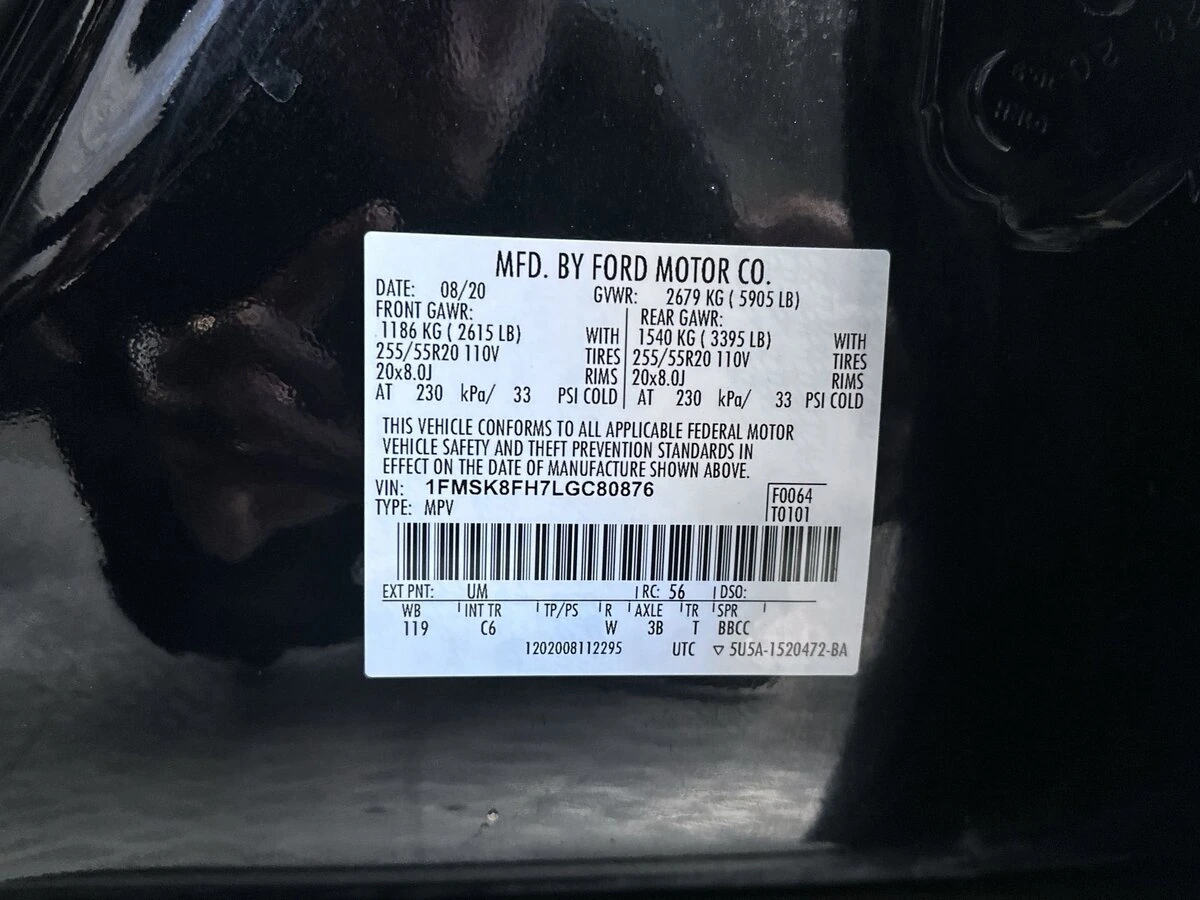 MFD. BY FORD MOTOR CO.
DATE: 08/20 GVWR: 2679 KG ( 5905 LB)
FRONT GAWR: REAR GAWR:
1186 KG ( 2615 LB) WITH 1540 KG ( 3395 LB) WITH
255/55R20 110V TIRES 255/55R20 110V TIRES
20x8.0J RIMS 20x8.0J RIMS
AT 230 kPa/ 33 PSI COLD AT 230 kPa/ 33 PSI COLD
THIS VEHICLE CONFORMS TO ALL APPLICABLE FEDERAL MOTOR
VEHICLE SAFETY AND THEFT PREVENTION STANDARDS IN
EFFECT ON THE DATE OF MANUFACTURE SHOWN ABOVE.
VIN: 1FMSK8FH7LGC80876 F0064
TYPE: MPV T0101
EXT PNT: UM RC: 56 DSO:
WB INT TR TP/PS R AXLE TR SPR
119 C6 W 3B T BBCC
1202008112295 UTC ▽ 5U5A-1520472-BA